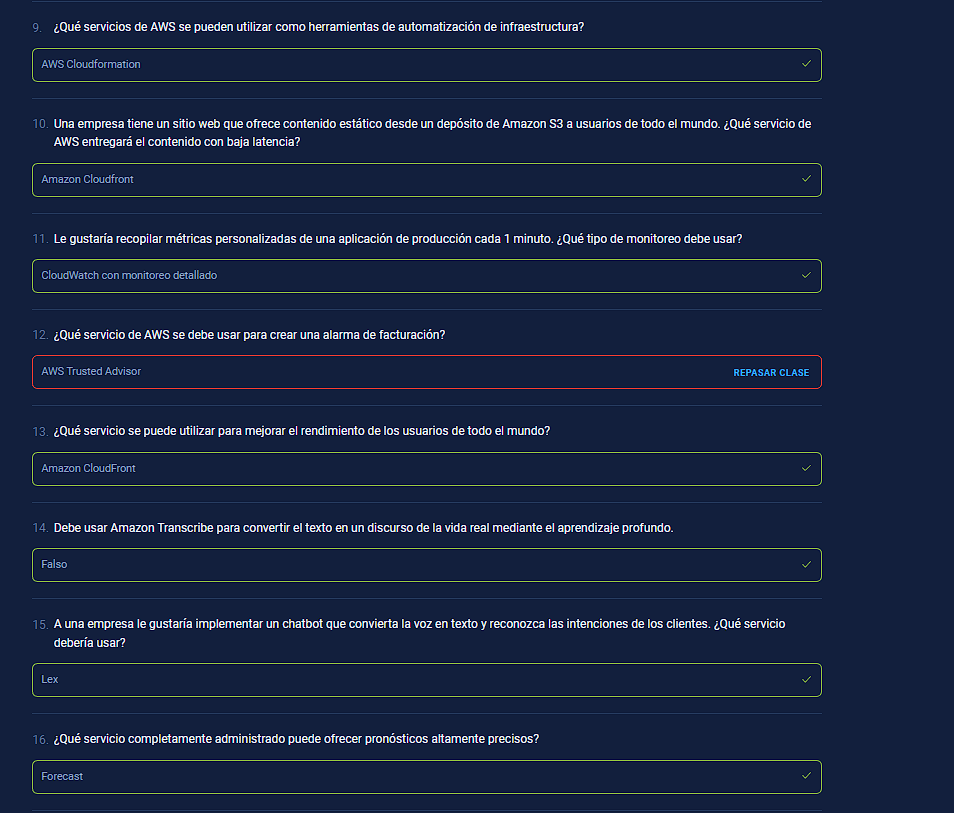 9. ¿Qué servicios de AWS se pueden utilizar como herramientas de automatización de infraestructura?
AWS Cloudformation
10. Una empresa tiene un sitio web que ofrece contenido estático desde un depósito de Amazon S3 a usuarios de todo el mundo. ¿Qué servicio de
AWS entregará el contenido con baja latencia?
Amazon Cloudfront
11. Le gustaría recopilar métricas personalizadas de una aplicación de producción cada 1 minuto. ¿Qué tipo de monitoreo debe usar?
CloudWatch con monitoreo detallado
12. ¿Qué servicio de AWS se debe usar para crear una alarma de facturación?
AWS Trusted Advisor REPASAR CLASE
13. ¿Qué servicio se puede utilizar para mejorar el rendimiento de los usuarios de todo el mundo?
Amazon CloudFront
14. Debe usar Amazon Transcribe para convertir el texto en un discurso de la vida real mediante el aprendizaje profundo.
Falso
15. A una empresa le gustaría implementar un chatbot que convierta la voz en texto y reconozca las intenciones de los clientes. ¿Qué servicio
debería usar?
Lex
16. ¿Qué servicio completamente administrado puede ofrecer pronósticos altamente precisos?
Forecast